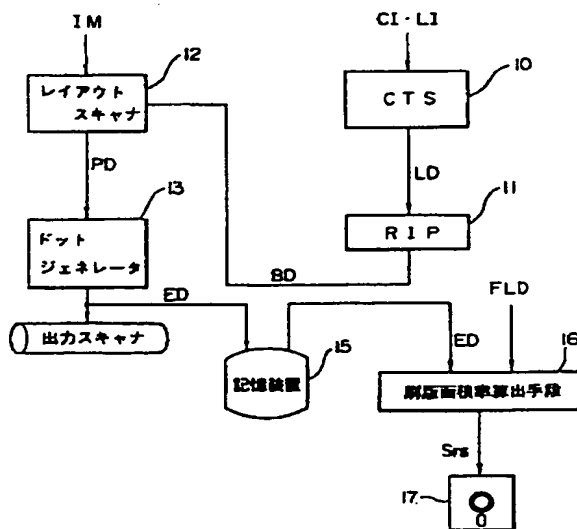 IM
12
レイアウト
スキャナ
PD
13
ドット
ジェネレータ
ED
出力スキャナ
CI・LI
10
CTS
LD
11
RIP
BD
15
記憶装置
ED
FLD
16
刷版面積率算出手段
Srs
17